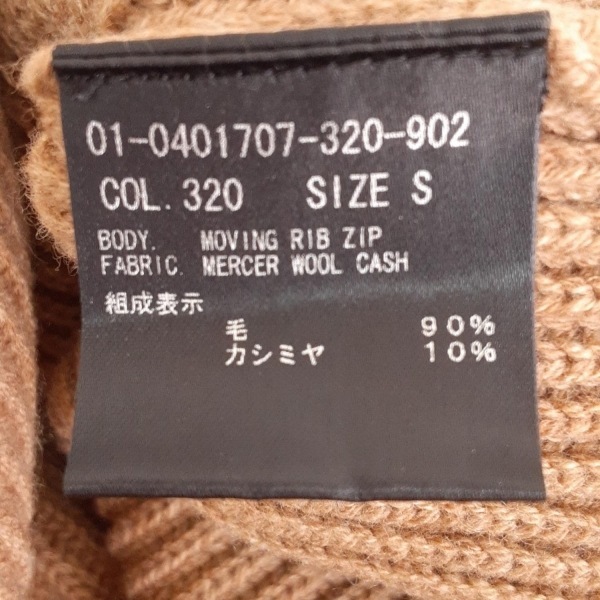 01-0401707-320-902
COL. 320 SIZE S
BODY. MOVING RIB ZIP
FABRIC. MERCER WOOL CASH
組成表示
毛 90%
カシミヤ 10%